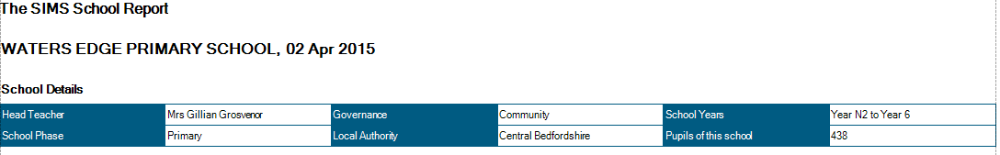 The SIMS School Report
WATERS EDGE PRIMARY SCHOOL, 02 Apr 2015
School Details
Head Teacher Mrs Gillian Grosvenor Governance Community School Years Year N2 to Year 6
School Phase Primary Local Authority Central Bedfordshire Pupils of this school 438